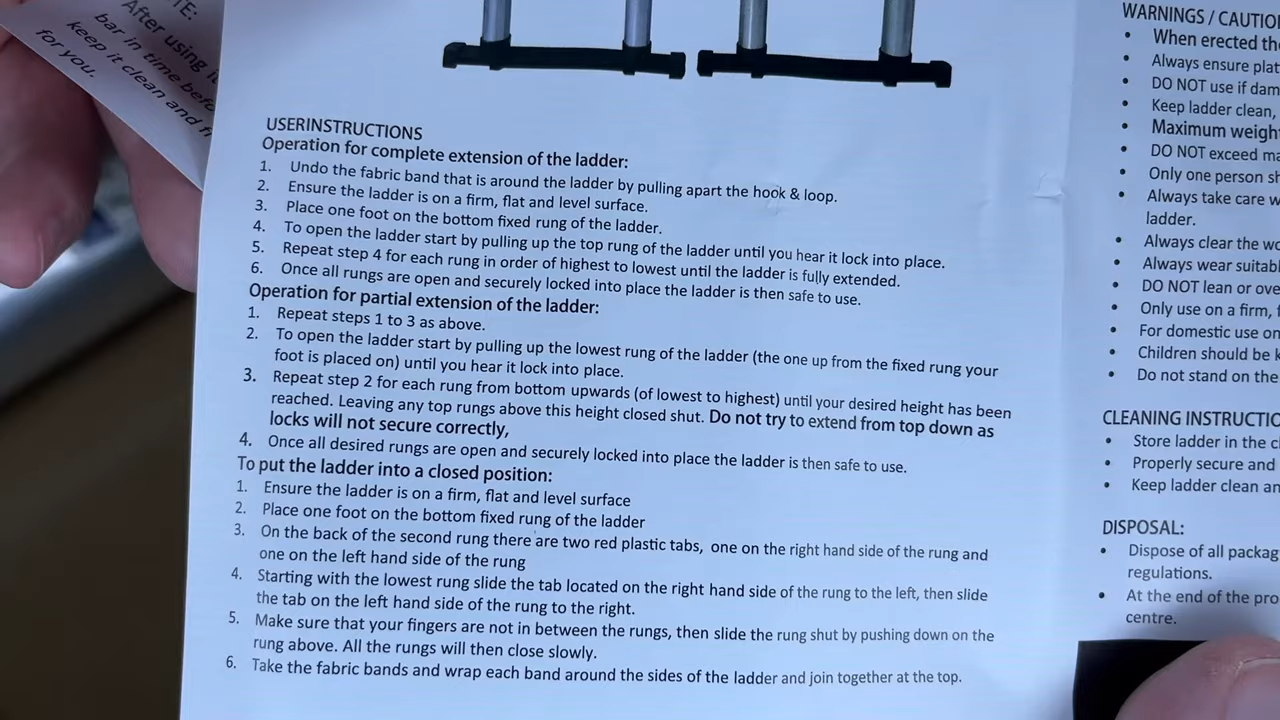 TE:
After using
bar in time befo
keep it clean and
for you.
USERINSTRUCTIONS
Operation for complete extension of the ladder:
1. Undo the fabric band that is around the ladder by pulling apart the hook & loop.
2. Ensure the ladder is on a firm, flat and level surface.
3. Place one foot on the bottom fixed rung of the ladder.
4. To open the ladder start by pulling up the top rung of the ladder until you hear it lock into place.
5. Repeat step 4 for each rung in order of highest to lowest until the ladder is fully extended.
6. Once all rungs are open and securely locked into place the ladder is then safe to use.
Operation for partial extension of the ladder:
1. Repeat steps 1 to 3 as above.
2. To open the ladder start by pulling up the lowest rung of the ladder (the one up from the fixed rung your
foot is placed on) until you hear it lock into place.
3. Repeat step 2 for each rung from bottom upwards (of lowest to highest) until your desired height has been
reached. Leaving any top rungs above this height closed shut. Do not try to extend from top down as
locks will not secure correctly,
4. Once all desired rungs are open and securely locked into place the ladder is then safe to use.
To put the ladder into a closed position:
1. Ensure the ladder is on a firm, flat and level surface
2. Place one foot on the bottom fixed rung of the ladder
3. On the back of the second rung there are two red plastic tabs, one on the right hand side of the rung and
one on the left hand side of the rung
4. Starting with the lowest rung slide the tab located on the right hand side of the rung to the left, then slide
the tab on the left hand side of the rung to the right.
5. Make sure that your fingers are not in between the rungs, then slide the rung shut by pushing down on the
rung above. All the rungs will then close slowly.
6. Take the fabric bands and wrap each band around the sides of the ladder and join together at the top.
WARNINGS / CAUTIO
• When erected the
• Always ensure plat
• DO NOT use if dam
• Keep ladder clean,
• Maximum weight
• DO NOT exceed ma
• Only one person sh
• Always take care w
ladder.
• Always clear the wo
• Always wear suitabl
• DO NOT lean or ove
• Only use on a firm, f
• For domestic use on
• Children should be k
• Do not stand on the
CLEANING INSTRUCTIO
• Store ladder in the cl
• Properly secure and
• Keep ladder clean an
DISPOSAL:
• Dispose of all packag
regulations.
• At the end of the pro
centre.